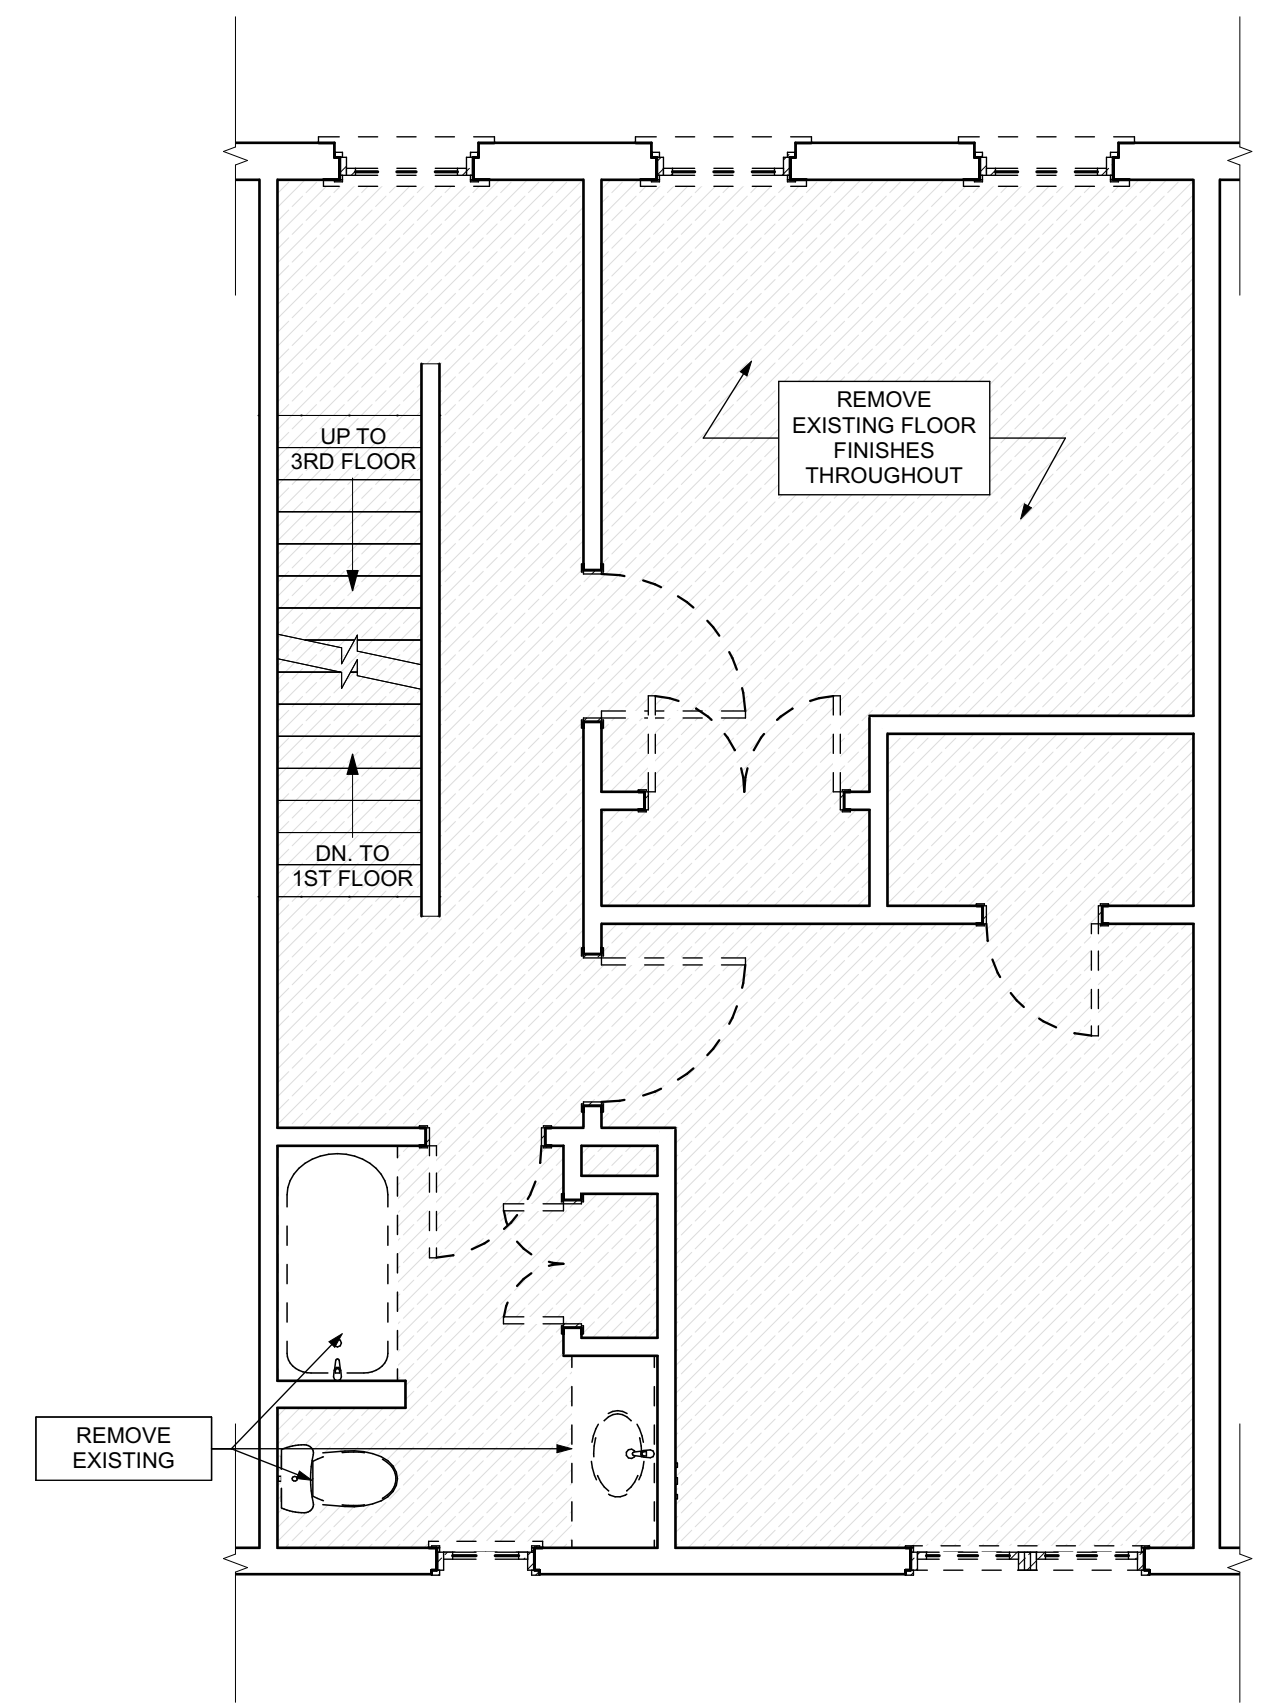 REMOVE
EXISTING FLOOR
FINISHES
THROUGHOUT
UP TO
3RD FLOOR
DN. TO
1ST FLOOR
REMOVE
EXISTING